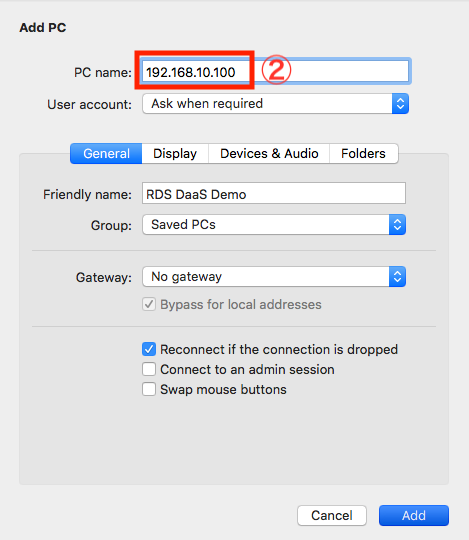 Add PC
PC name: 192.168.10.100 ②
User account: Ask when required
General Display Devices & Audio Folders
Friendly name: RDS DaaS Demo
Group: Saved PCs
Gateway: No gateway
Bypass for local addresses
Reconnect if the connection is dropped
Connect to an admin session
Swap mouse buttons
Cancel Add